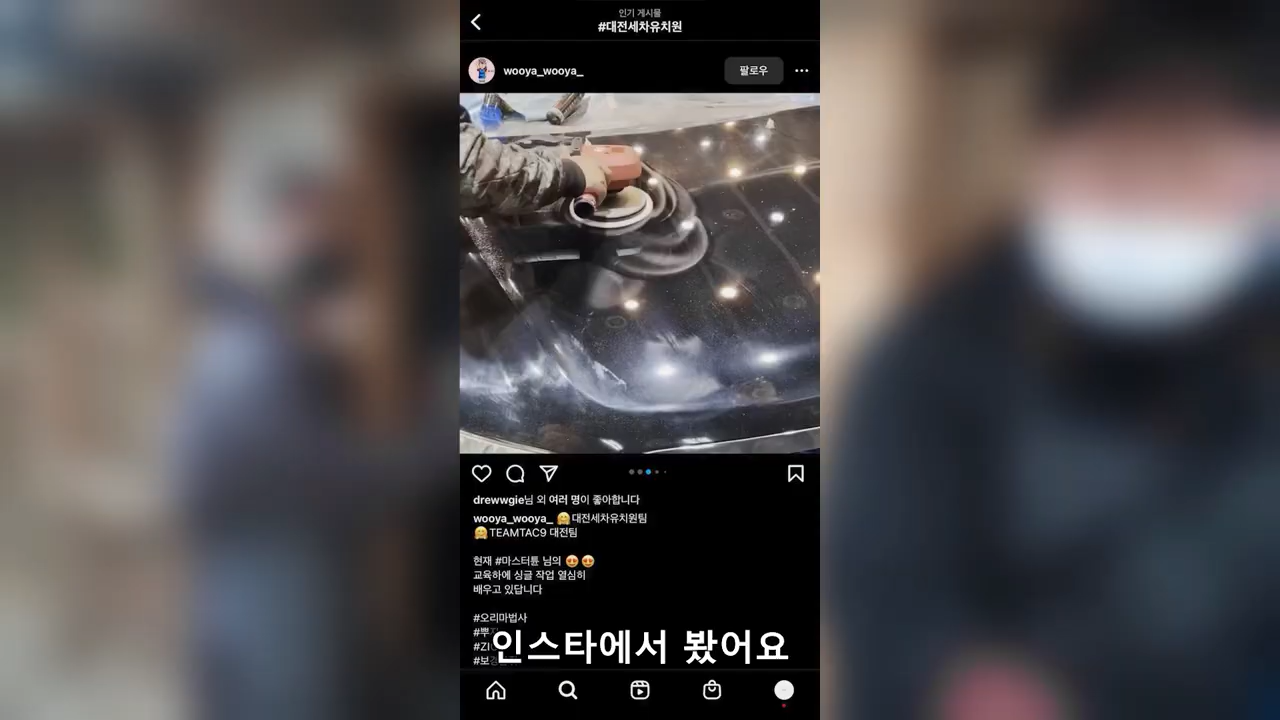 인기 게시물
#대전세차유치원
wooya_wooya_
팔로우
drewwgie님 외 여러 명이 좋아합니다
wooya_wooya_ 🤗대전세차유치원팀
🤗TEAMTAC9 대전팀
현재 #마스터튠 님의 😍😍
교육하에 싱글 작업 열심히
배우고 있답니다
#오리마법사
인스타에서 봤어요